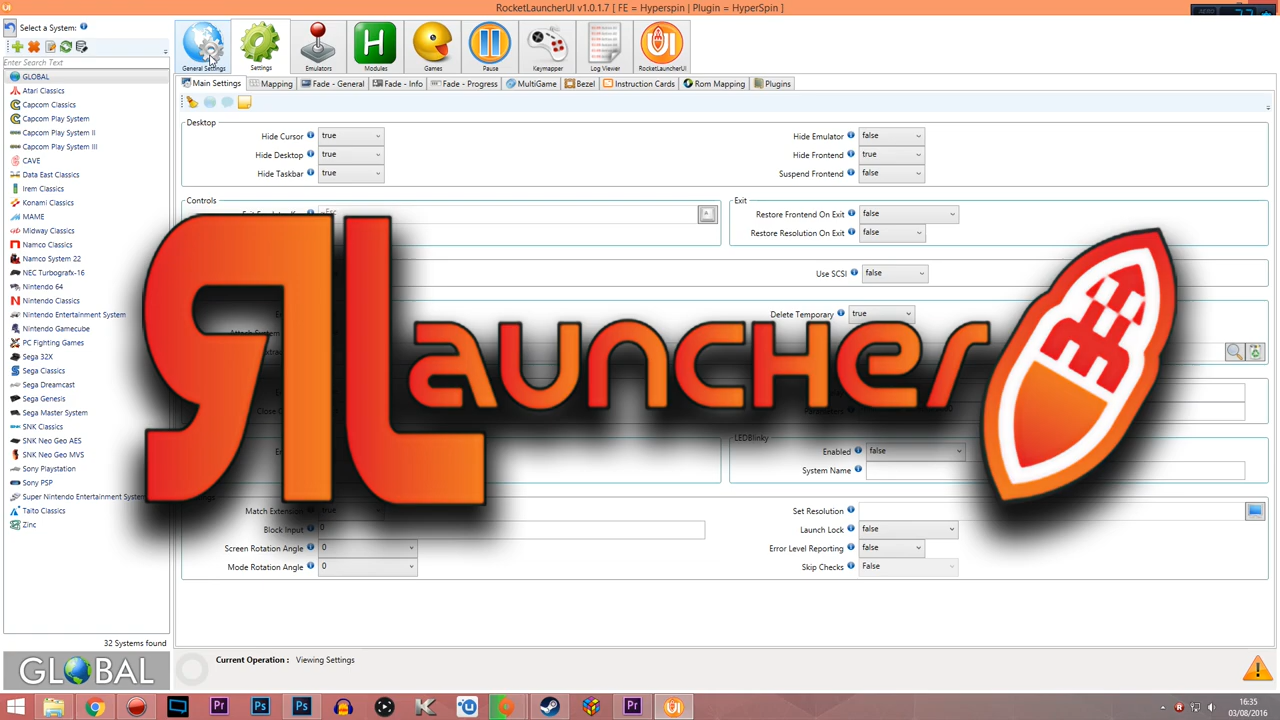 RocketLauncherUI v1.0.1.7 [ FE = Hyperspin | Plugin = HyperSpin ]
Select a System:
Enter Search Text
GLOBAL
Atari Classics
Capcom Classics
Capcom Play System
Capcom Play System II
Capcom Play System III
CAVE
Data East Classics
Irem Classics
Konami Classics
MAME
Midway Classics
Namco Classics
Namco System 22
NEC Turbografx-16
Nintendo 64
Nintendo Classics
Nintendo Entertainment System
Nintendo Gamecube
PC Fighting Games
Sega 32X
Sega Classics
Sega Dreamcast
Sega Genesis
Sega Master System
SNK Classics
SNK Neo Geo AES
SNK Neo Geo MVS
Sony Playstation
Sony PSP
Super Nintendo Entertainment System
Taito Classics
Zinc
32 Systems found
GLOBAL
General Settings
Settings
Emulators
H
Modules
Games
Pause
Keymapper
Log Viewer
RocketLauncherUI
Main Settings
Mapping
Fade - General
Fade - Info
Fade - Progress
MultiGame
Bezel
Instruction Cards
Rom Mapping
Plugins
Desktop
Hide Cursor true
Hide Desktop true
Hide Taskbar true
Hide Emulator false
Hide Frontend true
Suspend Frontend false
Controls
Exit
Restore Frontend On Exit false
Restore Resolution On Exit false
Use SCSI false
Delete Temporary true
RLauncher
LEDBlinky
Enabled false
System Name
Match Extension true
Block Input 0
Screen Rotation Angle 0
Mode Rotation Angle 0
Set Resolution
Launch Lock false
Error Level Reporting false
Skip Checks False
Current Operation : Viewing Settings
16:35
03/08/2016